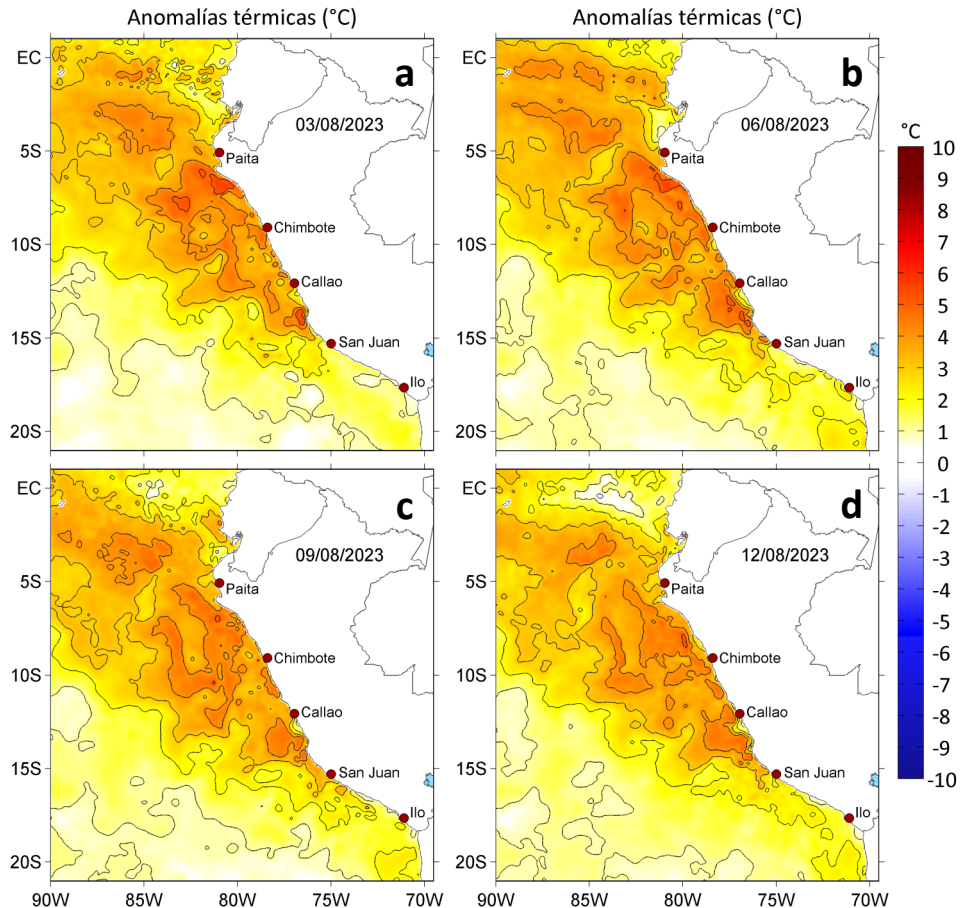 Anomalías térmicas (°C)
Anomalías térmicas (°C)
EC
5S
10S
15S
20S
a
03/08/2023
Paita
Chimbote
Callao
San Juan
Ilo
b
06/08/2023
EC
5S
10S
15S
20S
Paita
Chimbote
Callao
San Juan
Ilo
°C
10
9
8
7
6
5
4
3
2
1
0
-1
-2
-3
-4
-5
-6
-7
-8
-9
-10
EC
5S
10S
15S
20S
c
09/08/2023
Paita
Chimbote
Callao
San Juan
Ilo
90W
85W
80W
75W
70W
EC
5S
10S
15S
20S
d
12/08/2023
Paita
Chimbote
Callao
San Juan
Ilo
90W
85W
80W
75W
70W